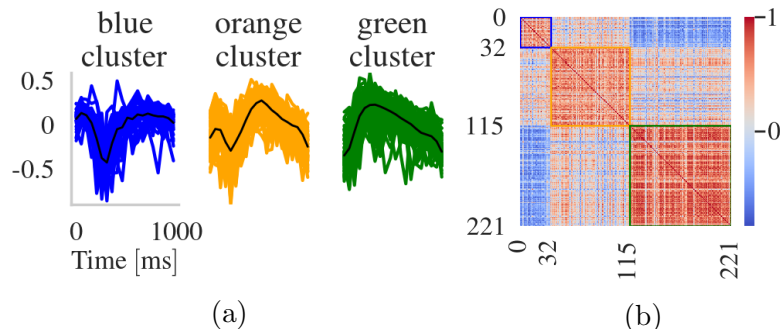 blue
cluster
orange
cluster
green
cluster
0.5
0
-0.5
0
1000
Time [ms]
(a)
0
32
115
221
0
32
115
221
1
0
(b)